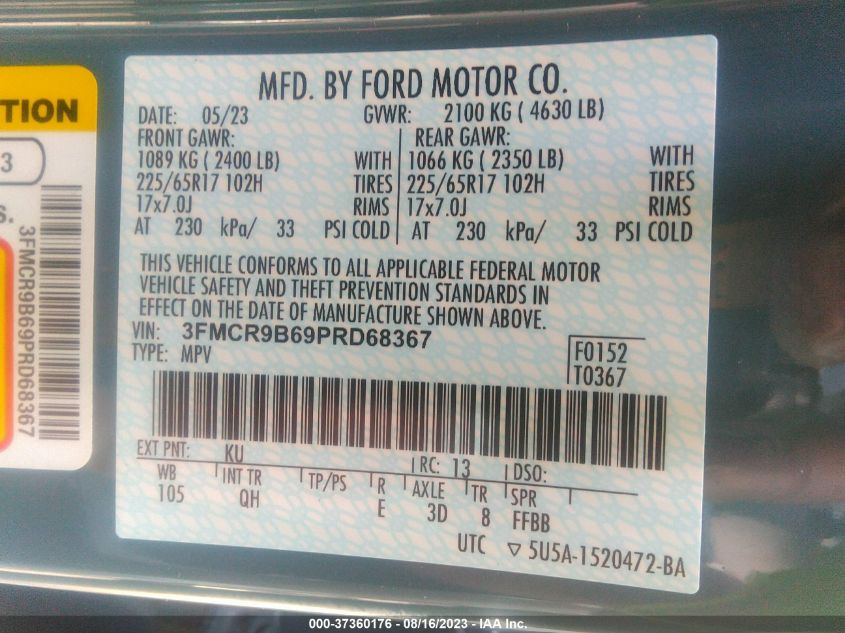 TION
3
S.
3FMCR9B69PRD68367
MFD. BY FORD MOTOR CO.
DATE: 05/23 GVWR: 2100 KG ( 4630 LB)
FRONT GAWR: REAR GAWR:
1089 KG ( 2400 LB) WITH 1066 KG ( 2350 LB) WITH
225/65R17 102H TIRES 225/65R17 102H TIRES
17x7.0J RIMS 17x7.0J RIMS
AT 230 kPa/ 33 PSI COLD AT 230 kPa/ 33 PSI COLD
THIS VEHICLE CONFORMS TO ALL APPLICABLE FEDERAL MOTOR
VEHICLE SAFETY AND THEFT PREVENTION STANDARDS IN
EFFECT ON THE DATE OF MANUFACTURE SHOWN ABOVE.
VIN: 3FMCR9B69PRD68367
TYPE: MPV
F0152
T0367
EXT PNT: KU RC: 13 DSO:
WB INT TR TP/PS R AXLE TR SPR
105 QH E 3D 8 FFBB
UTC ▽ 5U5A-1520472-BA
000-37360176 - 08/16/2023 - IAA Inc.